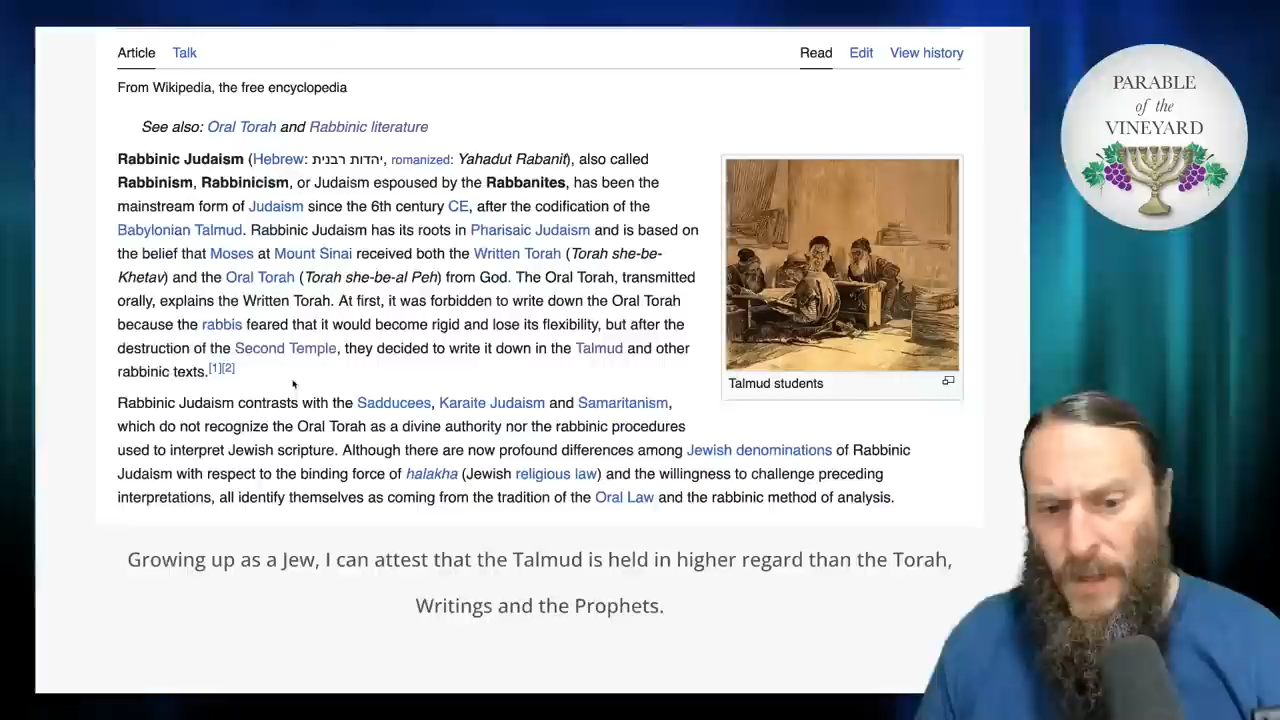 Article Talk Read Edit View history
From Wikipedia, the free encyclopedia
See also: Oral Torah and Rabbinic literature
Rabbinic Judaism (Hebrew: יהדות רבנית, romanized: Yahadut Rabanit), also called
Rabbinism, Rabbinicism, or Judaism espoused by the Rabbanites, has been the
mainstream form of Judaism since the 6th century CE, after the codification of the
Babylonian Talmud. Rabbinic Judaism has its roots in Pharisaic Judaism and is based on
the belief that Moses at Mount Sinai received both the Written Torah (Torah she-be-
Khetav) and the Oral Torah (Torah she-be-al Peh) from God. The Oral Torah, transmitted
orally, explains the Written Torah. At first, it was forbidden to write down the Oral Torah
because the rabbis feared that it would become rigid and lose its flexibility, but after the
destruction of the Second Temple, they decided to write it down in the Talmud and other
rabbinic texts.[1][2]
Talmud students
Rabbinic Judaism contrasts with the Sadducees, Karaite Judaism and Samaritanism,
which do not recognize the Oral Torah as a divine authority nor the rabbinic procedures
used to interpret Jewish scripture. Although there are now profound differences among Jewish denominations of Rabbinic
Judaism with respect to the binding force of halakha (Jewish religious law) and the willingness to challenge preceding
interpretations, all identify themselves as coming from the tradition of the Oral Law and the rabbinic method of analysis.
Growing up as a Jew, I can attest that the Talmud is held in higher regard than the Torah,
Writings and the Prophets.
PARABLE
of the
VINEYARD